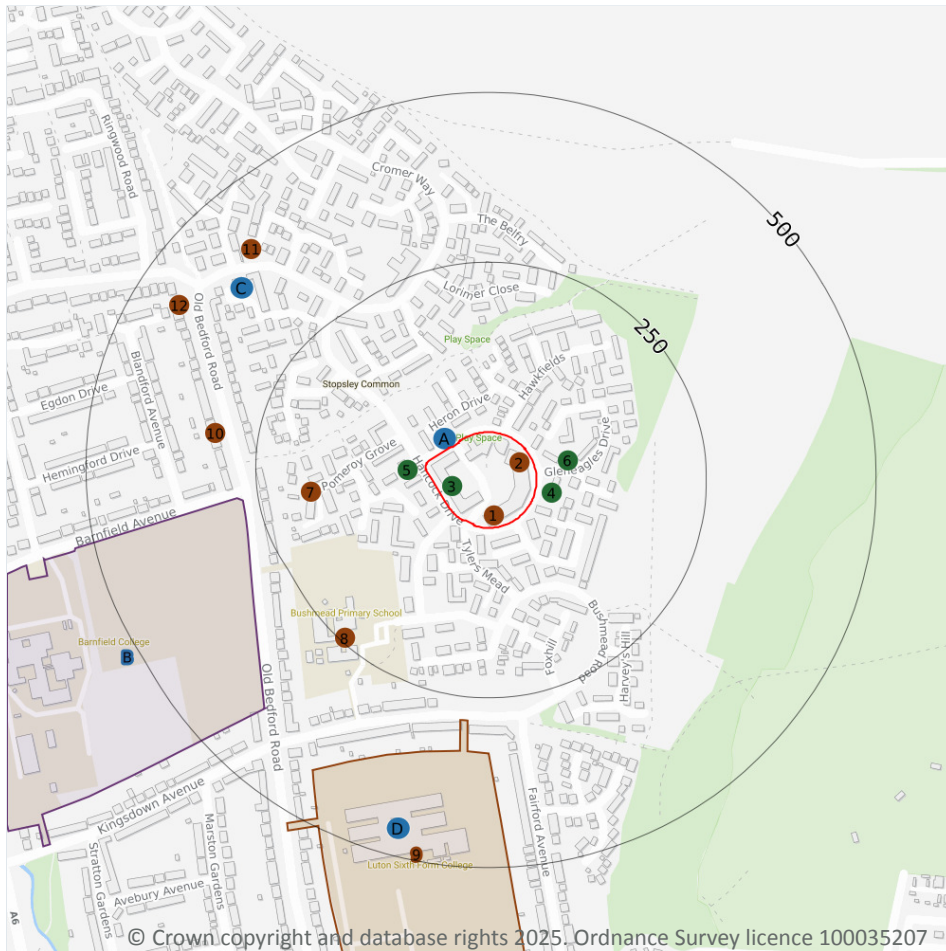 Ringwood Road
Cromer Way
500
The Belfry
11
C
Lorimer Close
12
Old Bedford Road
250
Play Space
Blandford Avenue
Stopsley Common
Hawkfields
Egdon Drive
Heron Drive
10
A
Play Space
Hemingford Drive
Pomeroy Grove
5
2
6
Gleneagles Drive
7
3
4
Hancock Drive
1
Barnfield Avenue
Tylers Mead
Bushmead Road
Bushmead Primary School
8
Barnfield College
B
Foxhill
Harvey's Hill
Old Bedford Road
Kingsdown Avenue
Fairford Avenue
Marston Gardens
D
Stratton Gardens
9
Luton Sixth Form College
Avebury Avenue
A6
© Crown copyright and database rights 2025. Ordnance Survey licence 100035207